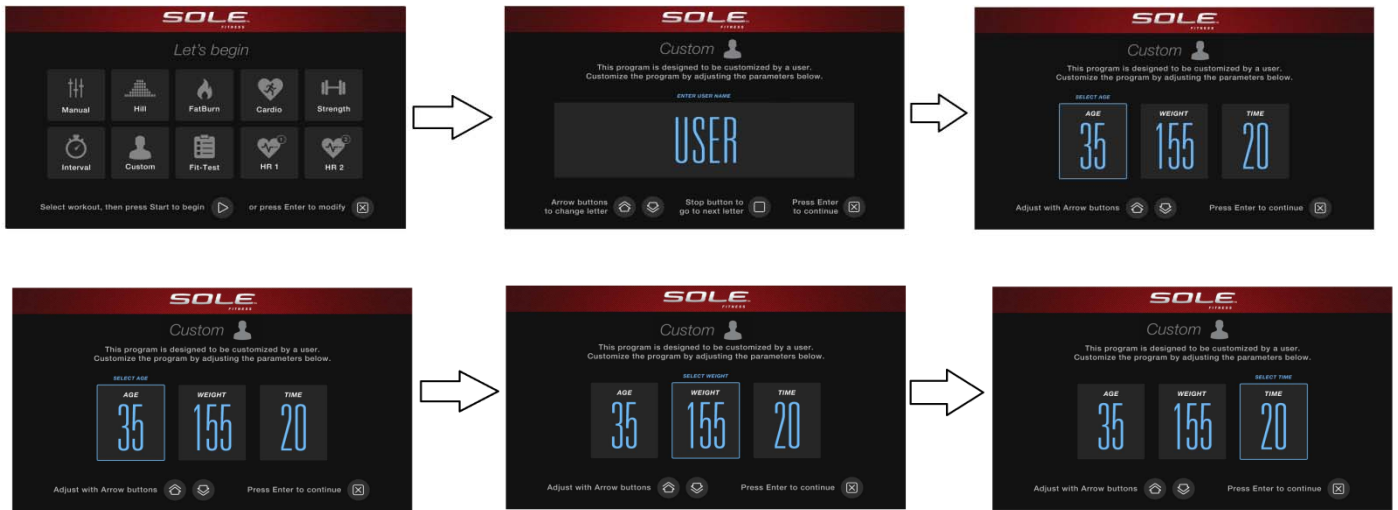 SOLE
FITNESS
Let's begin
Manual
Hill
FatBurn
Cardio
Strength
Interval
Custom
Fit-Test
1
HR 1
2
HR 2
Select workout, then press Start to begin
or press Enter to modify
SOLE
FITNESS
Custom
This program is designed to be customized by a user.
Customize the program by adjusting the parameters below.
ENTER USER NAME
USER
Arrow buttons
to change letter
Stop button to
go to next letter
Press Enter
to continue
SOLE
FITNESS
Custom
This program is designed to be customized by a user.
Customize the program by adjusting the parameters below.
SELECT AGE
AGE
35
WEIGHT
155
TIME
20
Adjust with Arrow buttons
Press Enter to continue
SOLE
FITNESS
Custom
This program is designed to be customized by a user.
Customize the program by adjusting the parameters below.
SELECT AGE
AGE
35
WEIGHT
155
TIME
20
Adjust with Arrow buttons
Press Enter to continue
SOLE
FITNESS
Custom
This program is designed to be customized by a user.
Customize the program by adjusting the parameters below.
SELECT WEIGHT
AGE
35
WEIGHT
155
TIME
20
Adjust with Arrow buttons
Press Enter to continue
SOLE
FITNESS
Custom
This program is designed to be customized by a user.
Customize the program by adjusting the parameters below.
SELECT TIME
AGE
35
WEIGHT
155
TIME
20
Adjust with Arrow buttons
Press Enter to continue